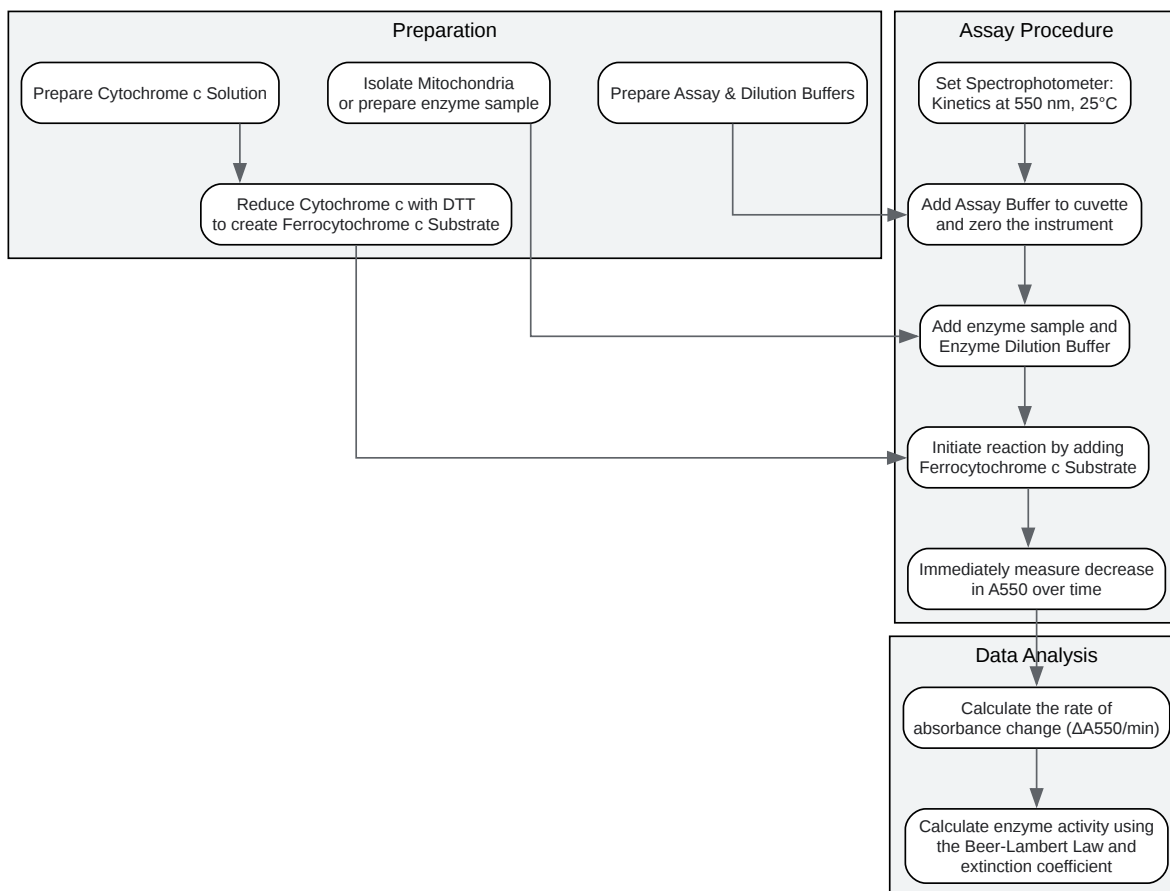 Preparation
Prepare Cytochrome c Solution
Isolate Mitochondria
or prepare enzyme sample
Prepare Assay & Dilution Buffers
Reduce Cytochrome c with DTT
to create Ferrocytochrome c Substrate
Assay Procedure
Set Spectrophotometer:
Kinetics at 550 nm, 25°C
Add Assay Buffer to cuvette
and zero the instrument
Add enzyme sample and
Enzyme Dilution Buffer
Initiate reaction by adding
Ferrocytochrome c Substrate
Immediately measure decrease
in A550 over time
Data Analysis
Calculate the rate of
absorbance change (ΔA550/min)
Calculate enzyme activity using
the Beer-Lambert Law and
extinction coefficient